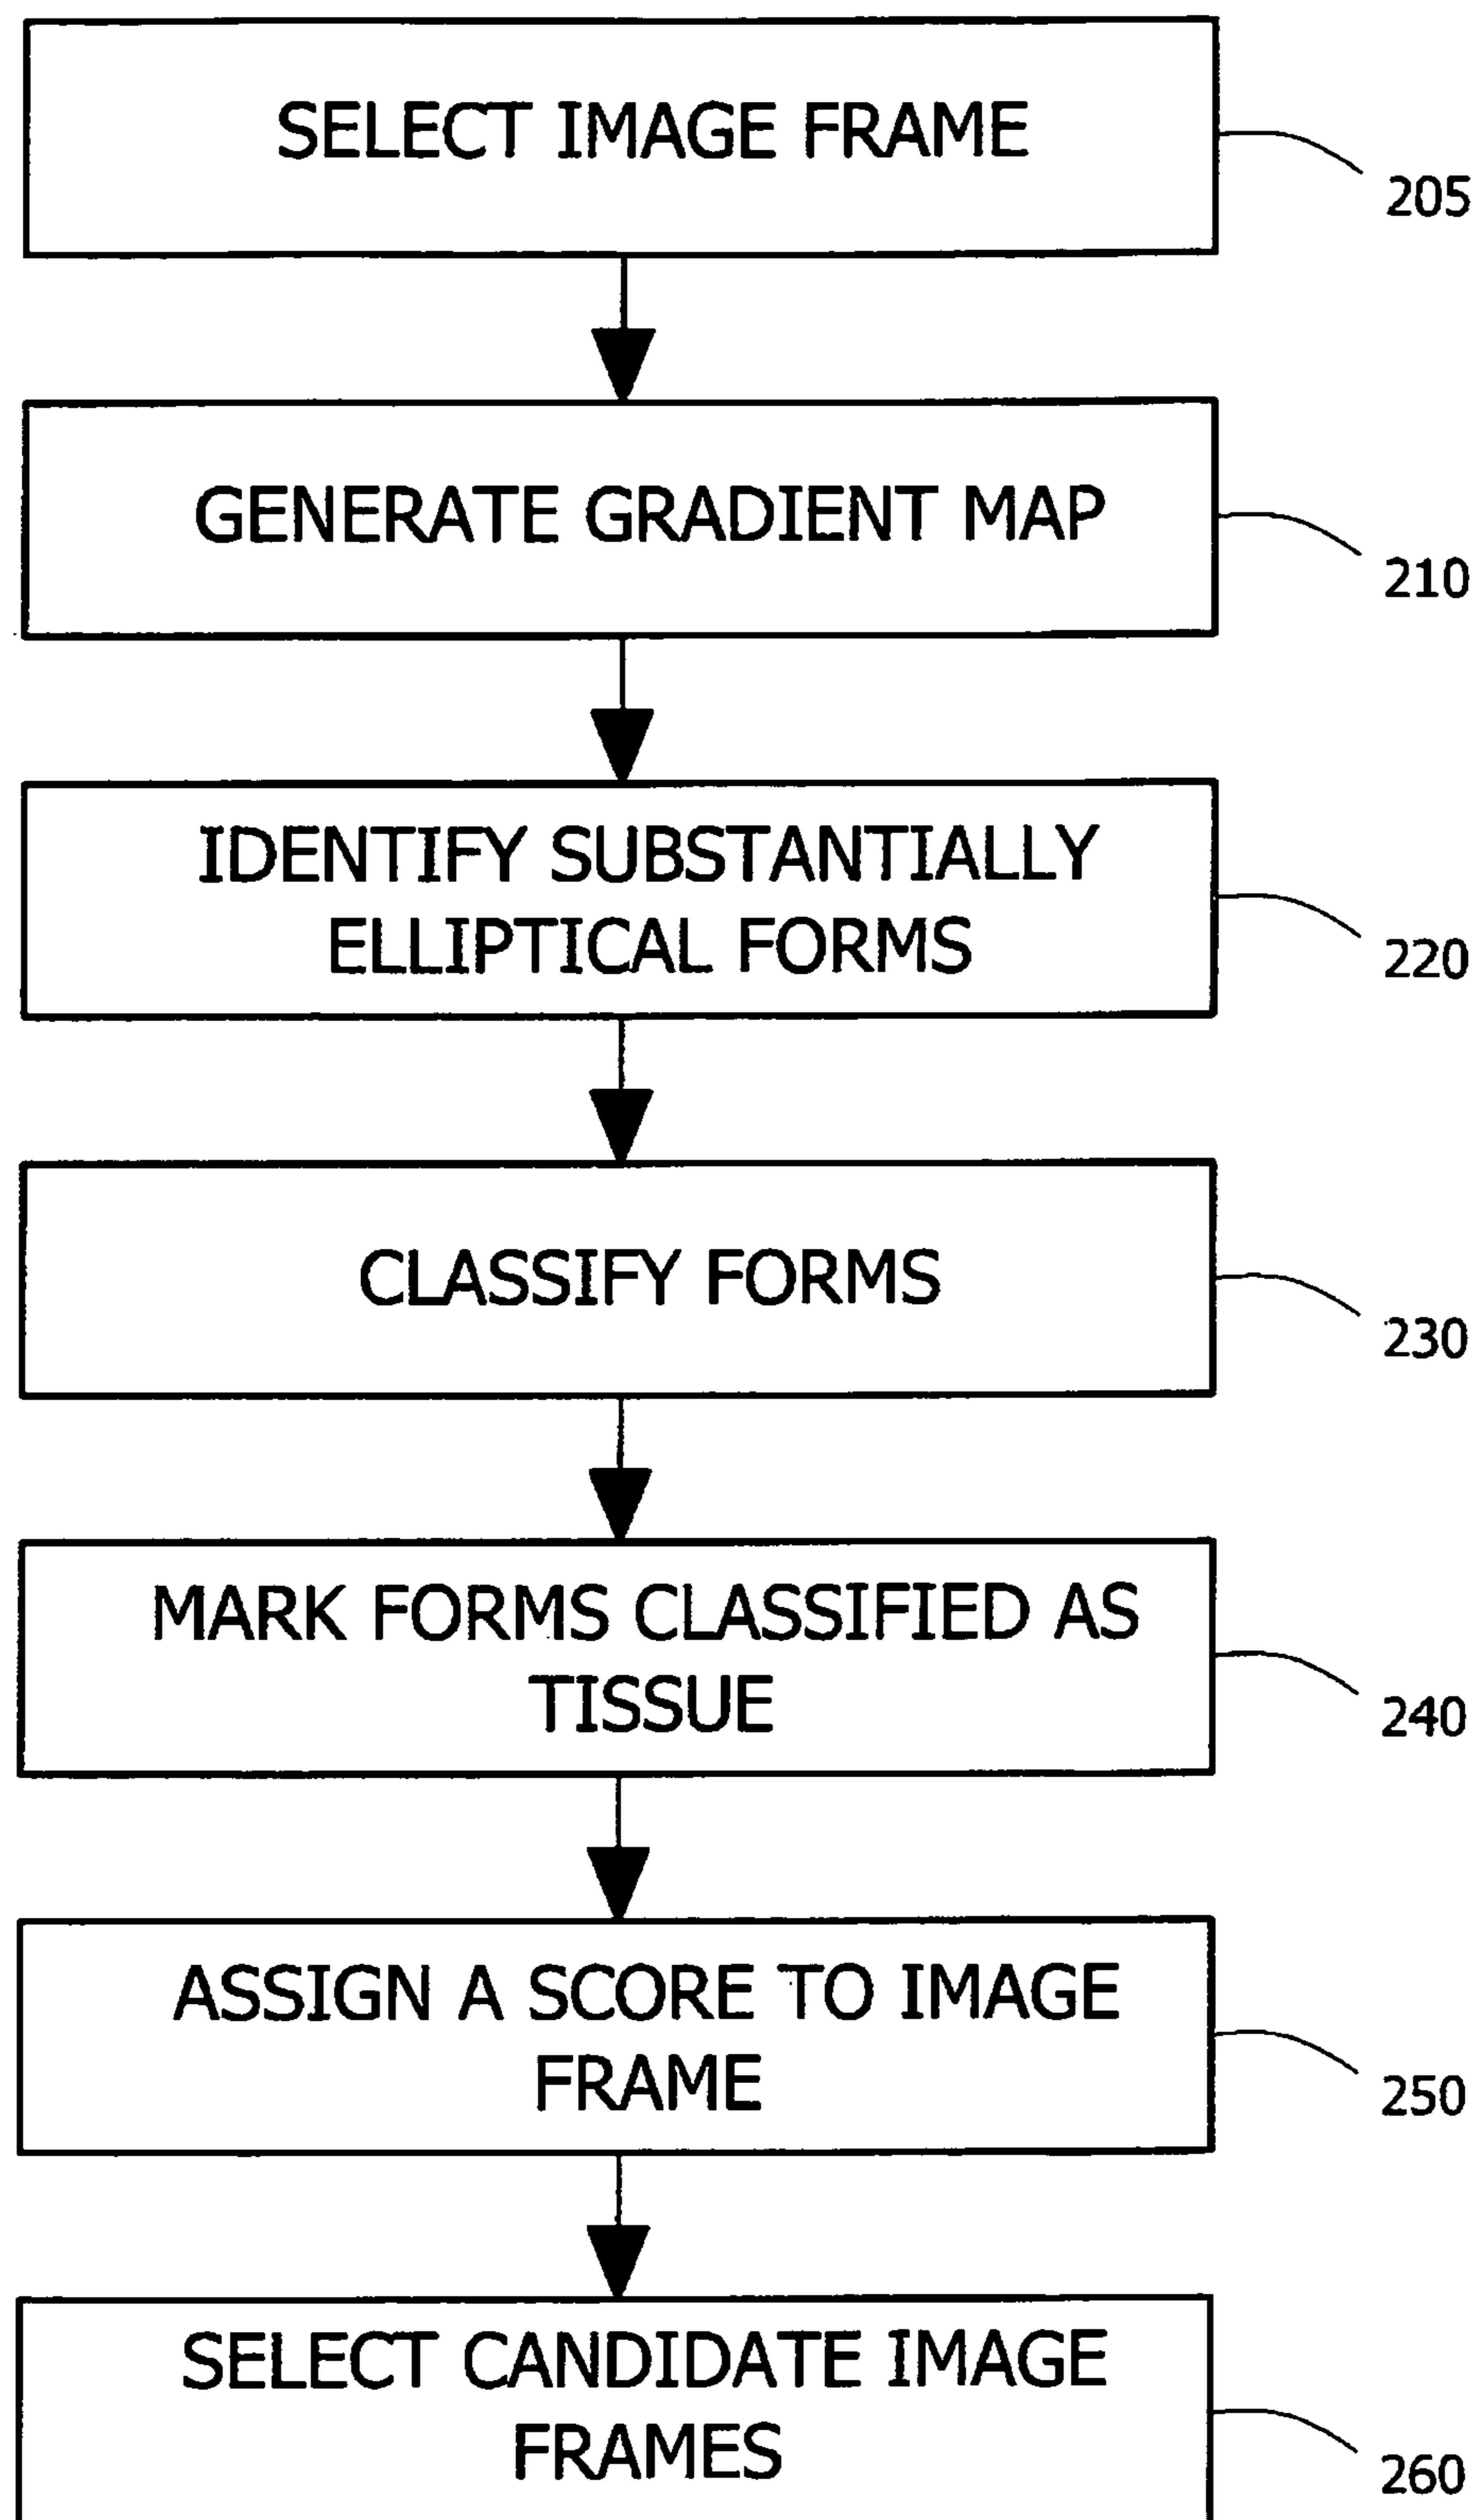 SELECT IMAGE FRAME
205
GENERATE GRADIENT MAP
210
IDENTIFY SUBSTANTIALLY
ELLIPTICAL FORMS
220
CLASSIFY FORMS
230
MARK FORMS CLASSIFIED AS
TISSUE
240
ASSIGN A SCORE TO IMAGE
FRAME
250
SELECT CANDIDATE IMAGE
FRAMES
260